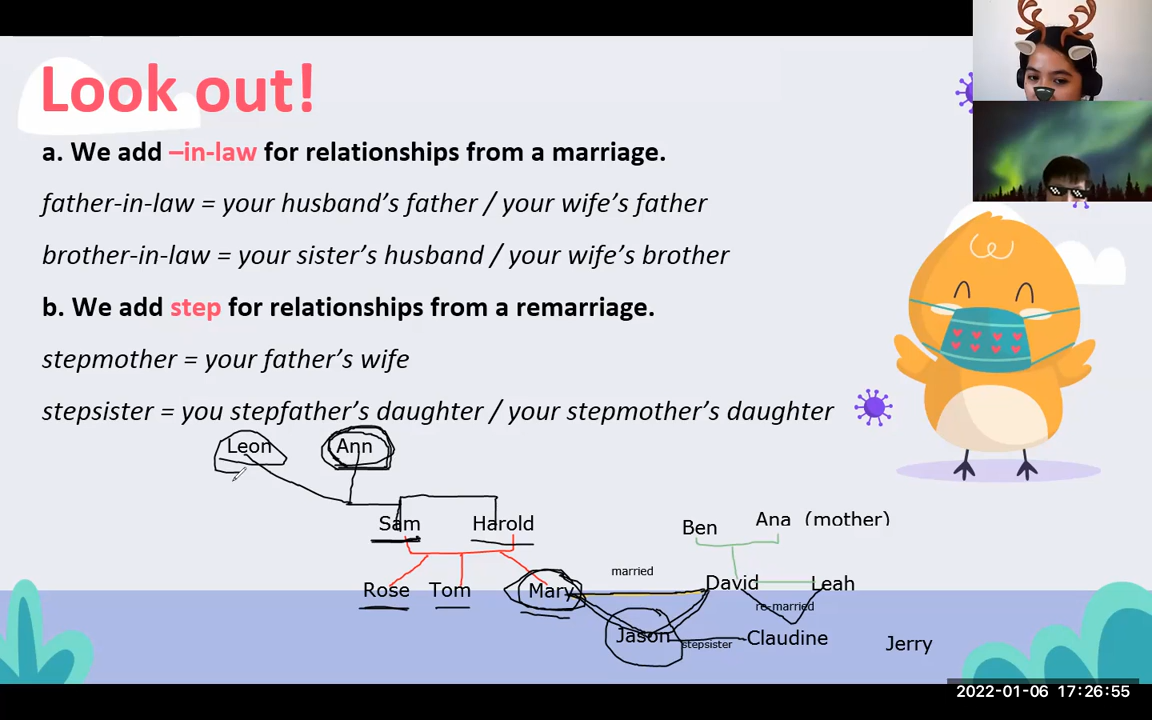 Look out!
a. We add –in-law for relationships from a marriage.
father-in-law = your husband's father / your wife's father
brother-in-law = your sister's husband / your wife's brother
b. We add step for relationships from a remarriage.
stepmother = your father's wife
stepsister = you stepfather's daughter / your stepmother's daughter
Leon Ann
Sam Harold Ben Ana (mother)
married
Rose Tom Mary David Leah
re-married
Jason stepsister Claudine Jerry
2022-01-06 17:26:55